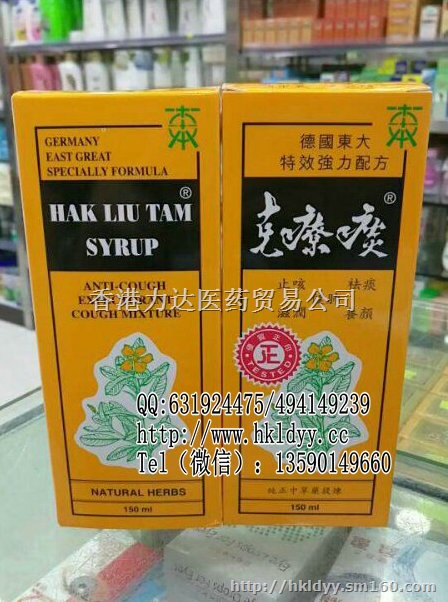 GERMANY
EAST GREAT
SPECIALLY FORMULA
HAK LIU TAM®
SYRUP
ANTI-COUGH
COUGH MIXTURE
NATURAL HERBS
150 ml
德國東大
特效強力配方
克療痰®
止咳 祛痰
滋潤 養顏
正
TESTED
純正中草藥提煉
150 ml
香港力达医药贸易公司
QQ:631924475/494149239
http://www.hkldyy.cc
Tel（微信）：13590149660
http://hkldyy.sm160.com